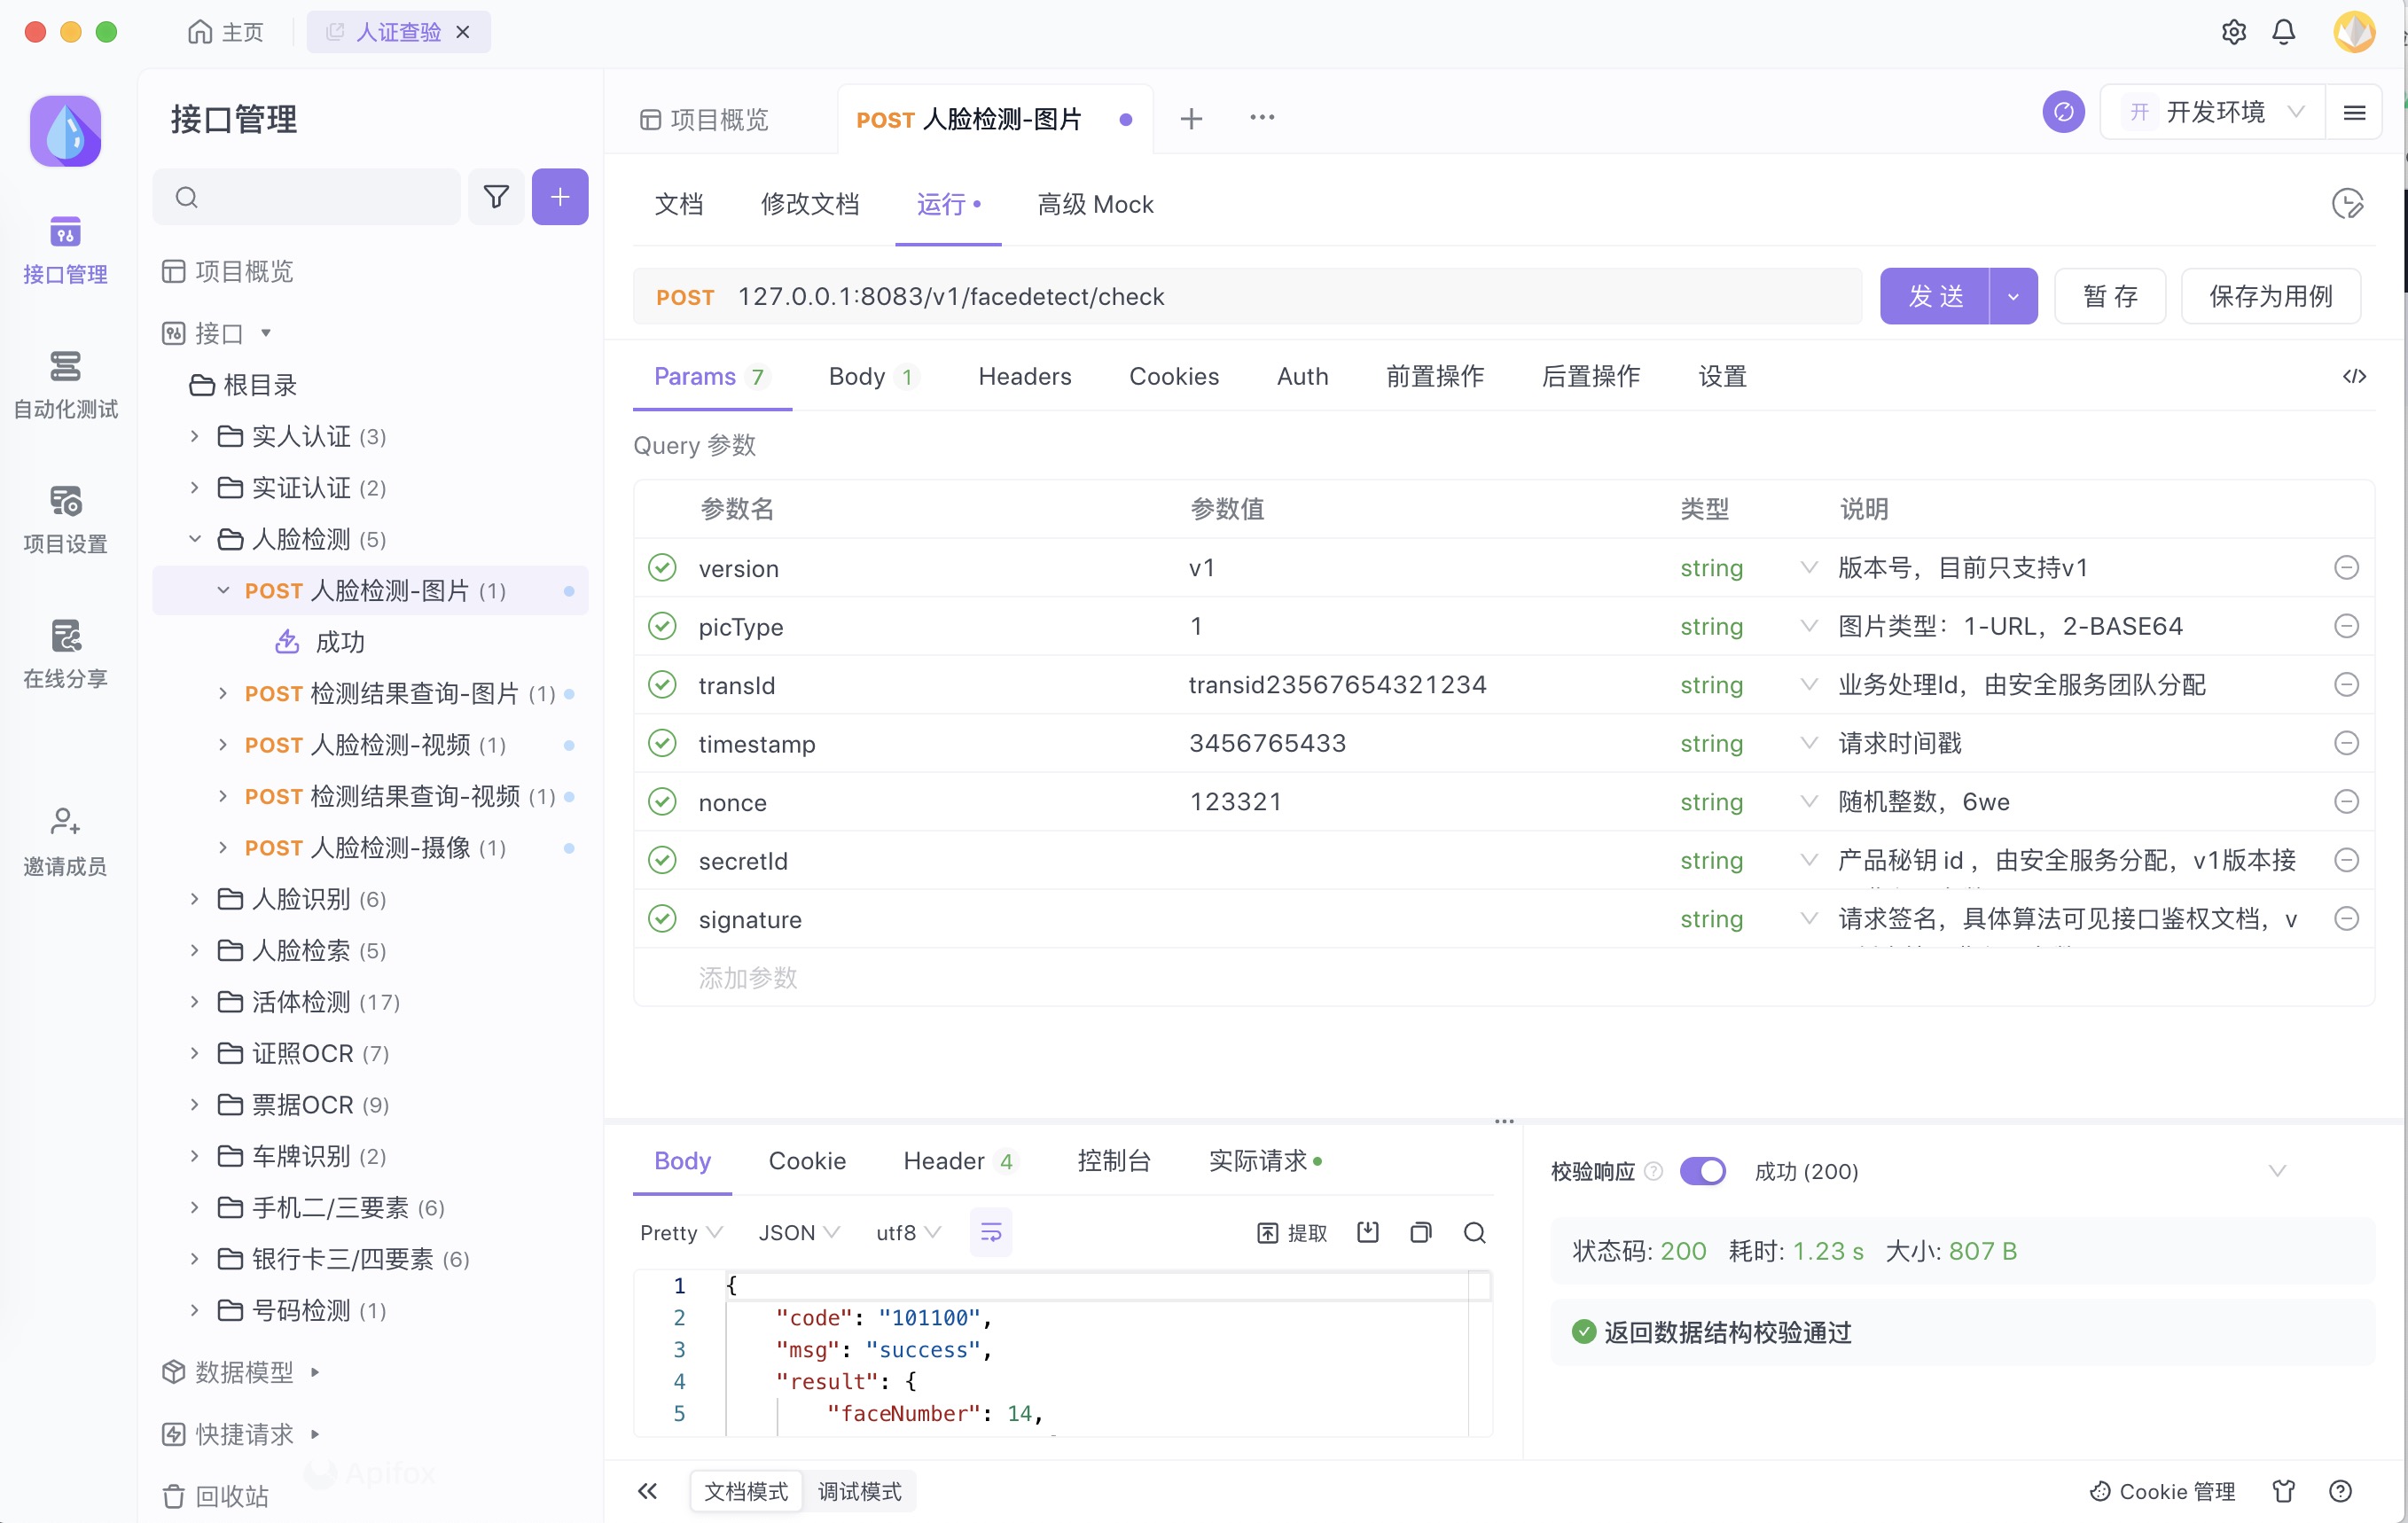 主页
人证查验
接口管理
自动化测试
项目设置
在线分享
邀请成员
接口管理
项目概览
接口
根目录
实人认证 (3)
实证认证 (2)
人脸检测 (5)
POST 人脸检测-图片 (1)
成功
POST 检测结果查询-图片 (1)
POST 人脸检测-视频 (1)
POST 检测结果查询-视频 (1)
POST 人脸检测-摄像 (1)
人脸识别 (6)
人脸检索 (5)
活体检测 (17)
证照OCR (7)
票据OCR (9)
车牌识别 (2)
手机二/三要素 (6)
银行卡三/四要素 (6)
号码检测 (1)
数据模型
快捷请求
Apifox
回收站
项目概览
POST 人脸检测-图片
开 开发环境
文档 修改文档 运行 高级 Mock
POST 127.0.0.1:8083/v1/facedetect/check
发 送 暂 存 保存为用例
Params 7 Body 1 Headers Cookies Auth 前置操作 后置操作 设置
Query 参数
参数名 参数值 类型 说明
version v1 string 版本号，目前只支持v1
picType 1 string 图片类型：1-URL，2-BASE64
transId transid23567654321234 string 业务处理Id，由安全服务团队分配
timestamp 3456765433 string 请求时间戳
nonce 123321 string 随机整数，6we
secretId string 产品秘钥 id ，由安全服务分配，v1版本接
signature string 请求签名，具体算法可见接口鉴权文档，v
添加参数
Body Cookie Header 4 控制台 实际请求
Pretty JSON utf8 提取
1 {
2 "code": "101100",
3 "msg": "success",
4 "result": {
5 "faceNumber": 14,
校验响应 ? 成功 (200)
状态码: 200 耗时: 1.23 s 大小: 807 B
返回数据结构校验通过
文档模式 调试模式
Cookie 管理